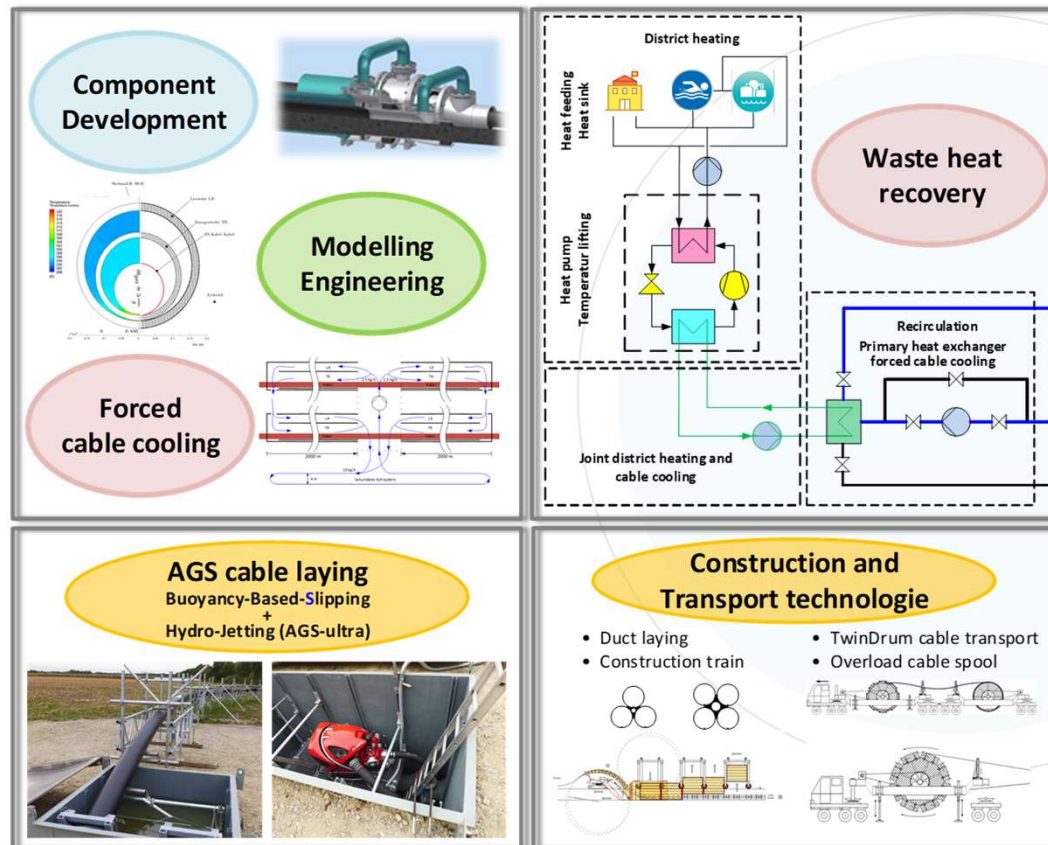 Component
Development
Modelling
Engineering
Forced
cable cooling
2000 m
2000 m
District heating
Heat feeding
Heat sink
Heat pump
Temperatur lifting
Waste heat
recovery
Recirculation
Primary heat exchanger
forced cable cooling
Joint district heating and
cable cooling
AGS cable laying
Buoyancy-Based-Slipping
+
Hydro-Jetting (AGS-ultra)
Construction and
Transport technologie
• Duct laying
• Construction train
• TwinDrum cable transport
• Overload cable spool